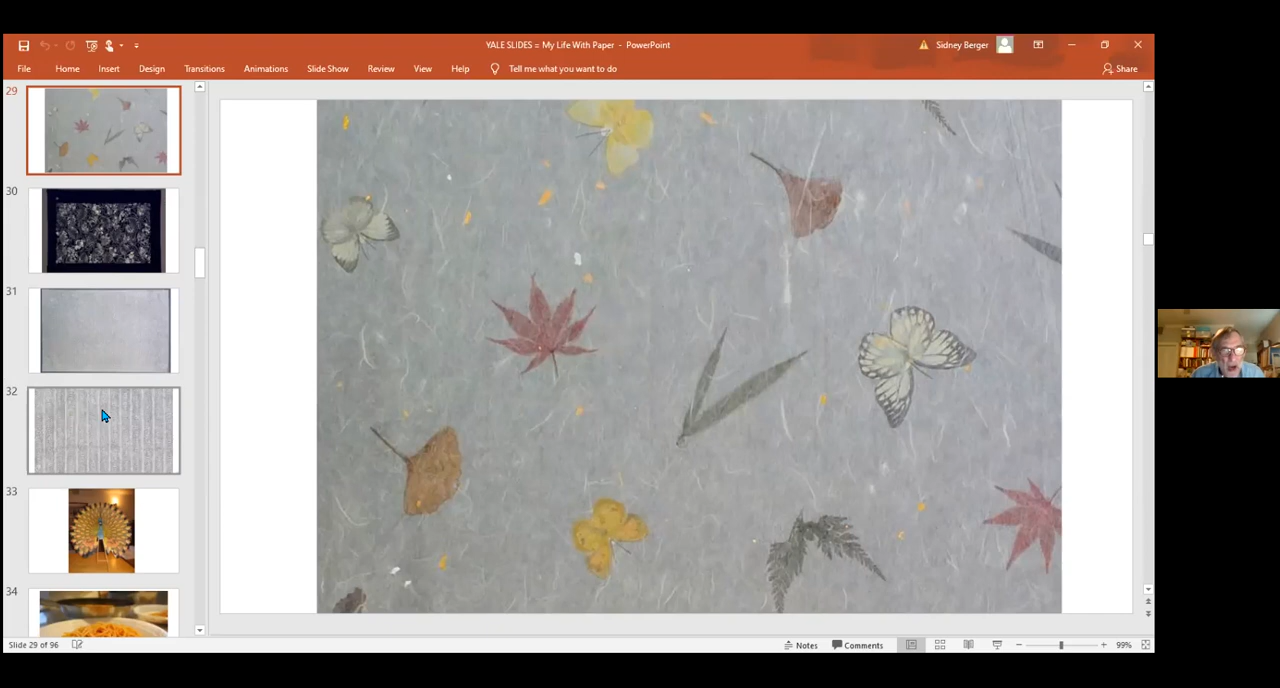 YALE SLIDES = My Life With Paper - PowerPoint
Sidney Berger
File Home Insert Design Transitions Animations Slide Show Review View Help Tell me what you want to do
Share
29
30
31
32
33
34
Slide 29 of 96
Notes Comments
99%